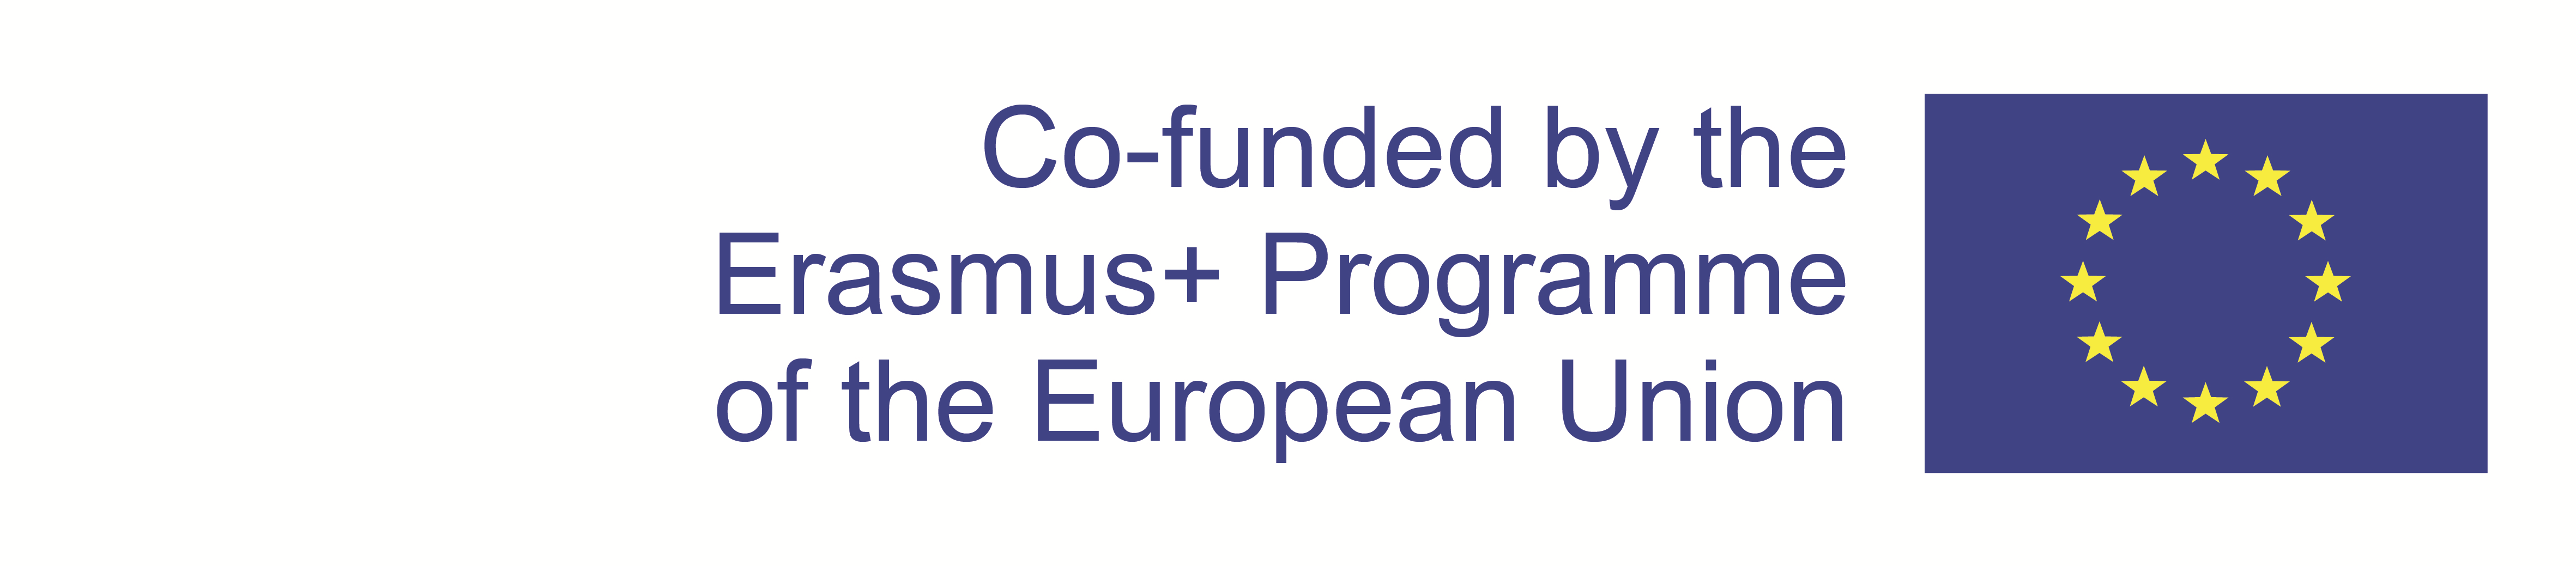 Co-funded by the
Erasmus+ Programme
of the European Union